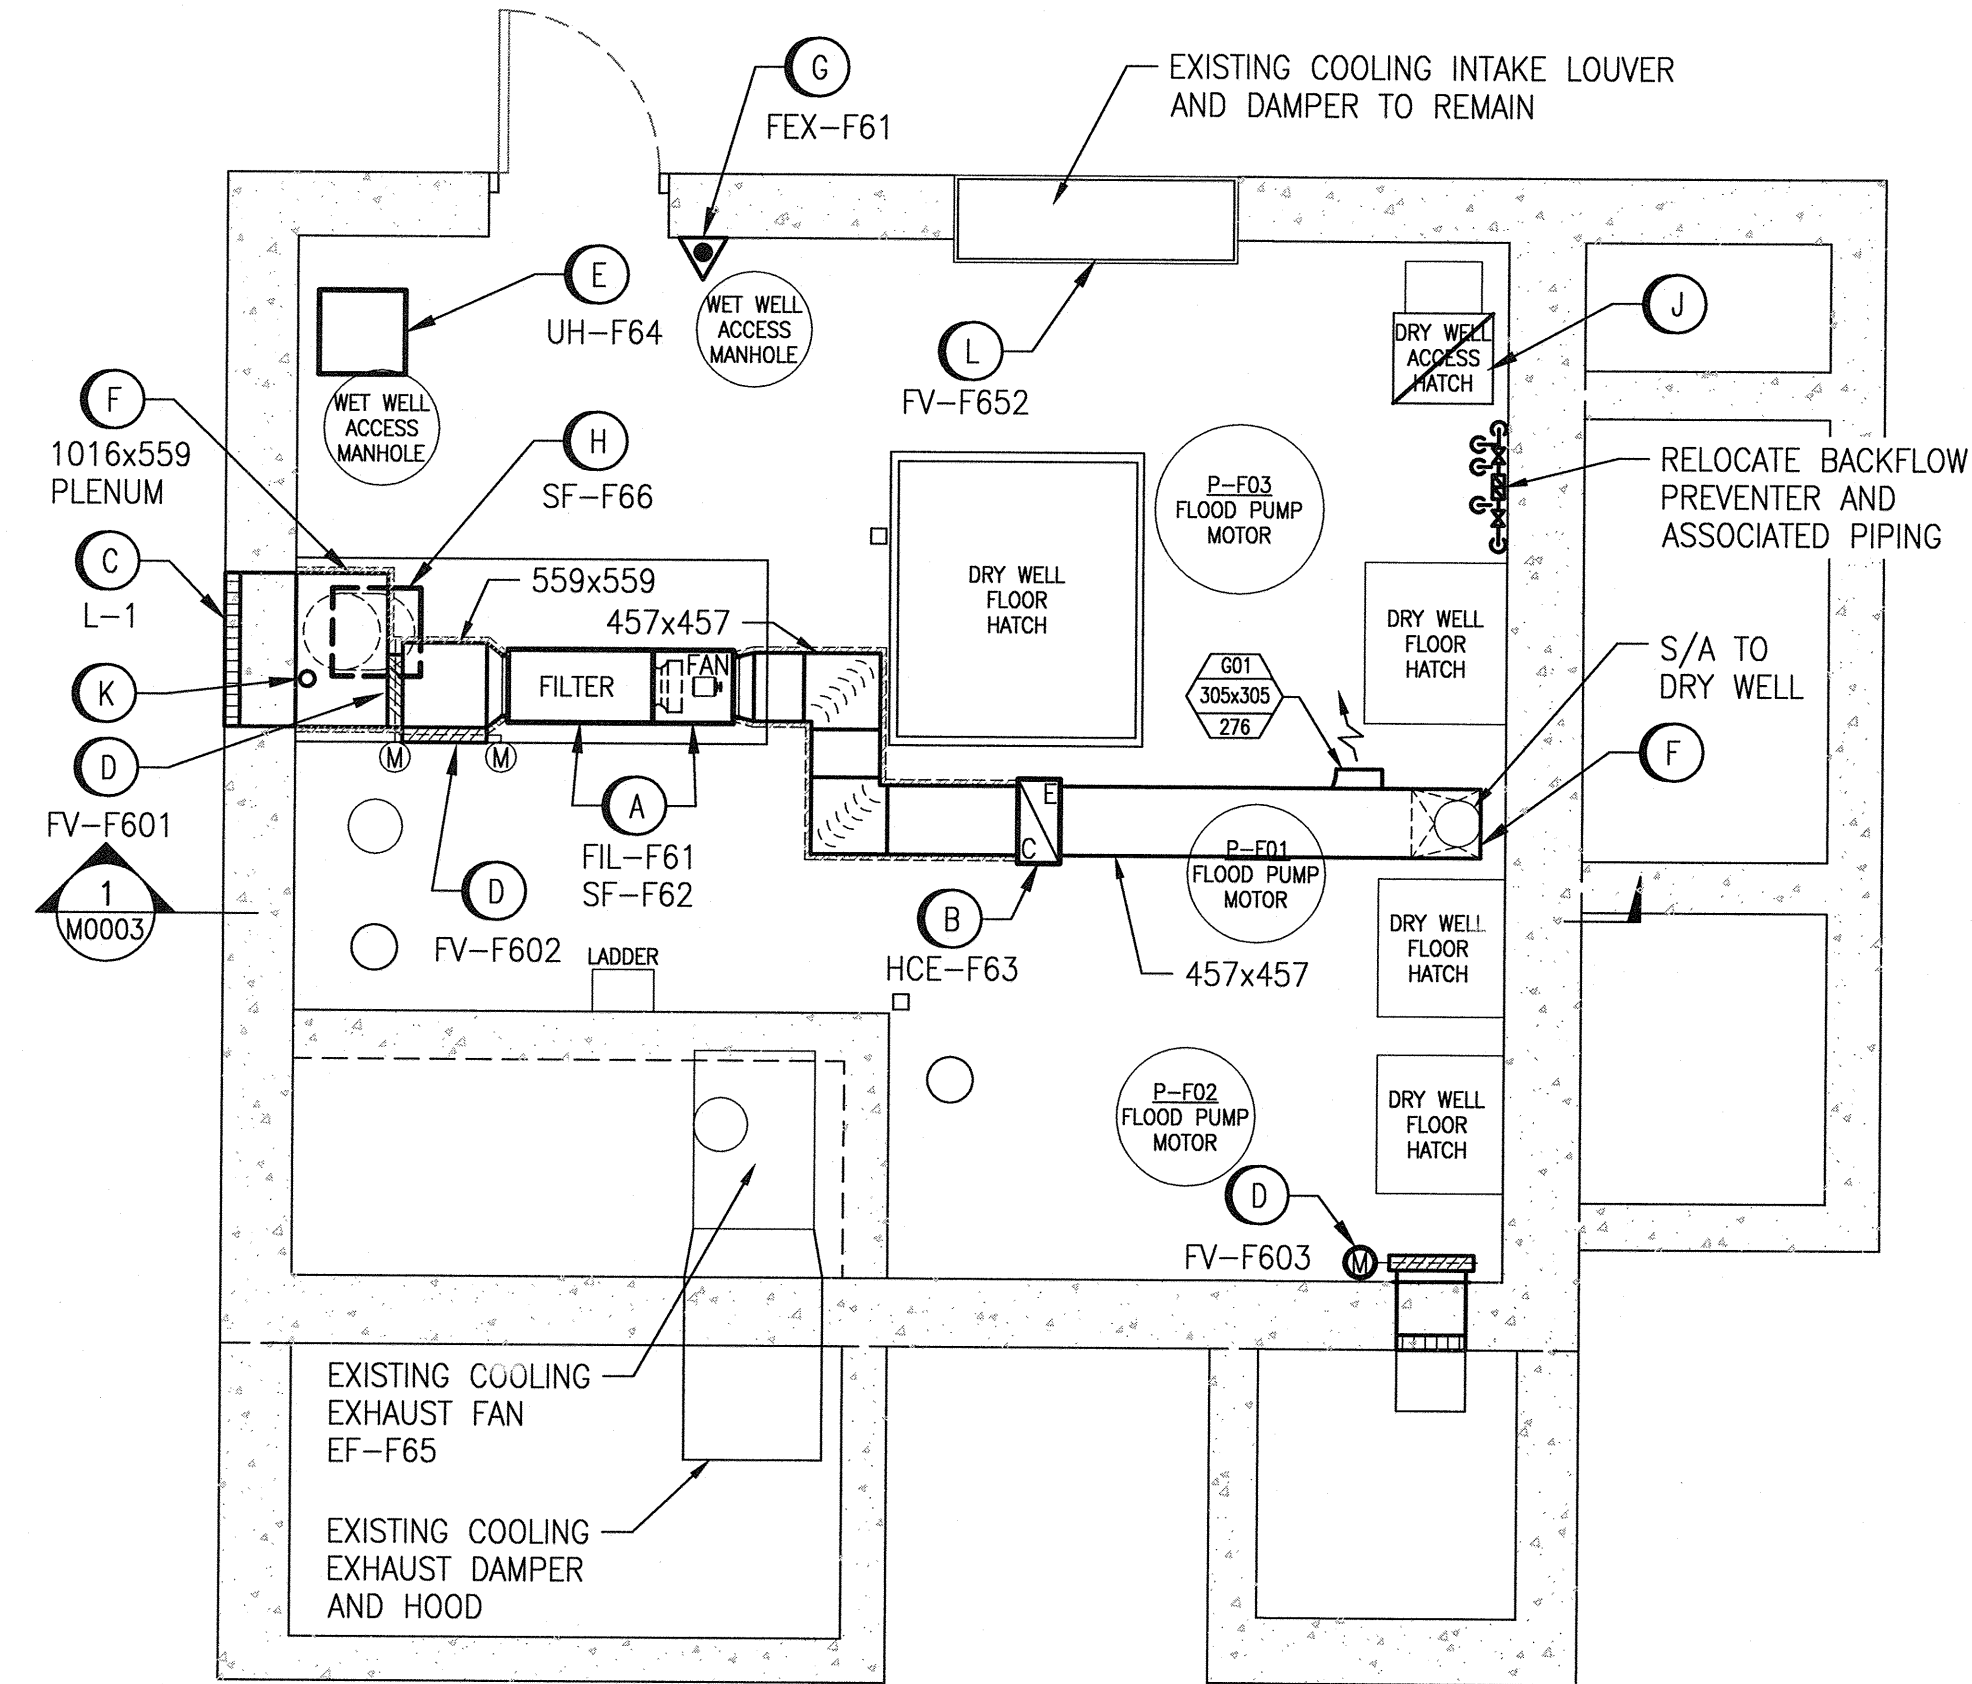 G
FEX-F61
EXISTING COOLING INTAKE LOUVER
AND DAMPER TO REMAIN
E
UH-F64
WET WELL
ACCESS
MANHOLE
L
FV-F652
DRY WELL
ACCESS
HATCH
J
F
1016x559
PLENUM
WET WELL
ACCESS
MANHOLE
H
SF-F66
P-F03
FLOOD PUMP
MOTOR
RELOCATE BACKFLOW
PREVENTER AND
ASSOCIATED PIPING
C
L-1
559x559
457x457
DRY WELL
FLOOR
HATCH
DRY WELL
FLOOR
HATCH
K
FILTER
FAN
G01
305x305
276
S/A TO
DRY WELL
F
D
FV-F601
M
M
A
FIL-F61
SF-F62
E
C
P-F01
FLOOD PUMP
MOTOR
1
M0003
D
FV-F602
LADDER
B
HCE-F63
457x457
DRY WELL
FLOOR
HATCH
P-F02
FLOOD PUMP
MOTOR
DRY WELL
FLOOR
HATCH
D
FV-F603
M
EXISTING COOLING
EXHAUST FAN
EF-F65
EXISTING COOLING
EXHAUST DAMPER
AND HOOD